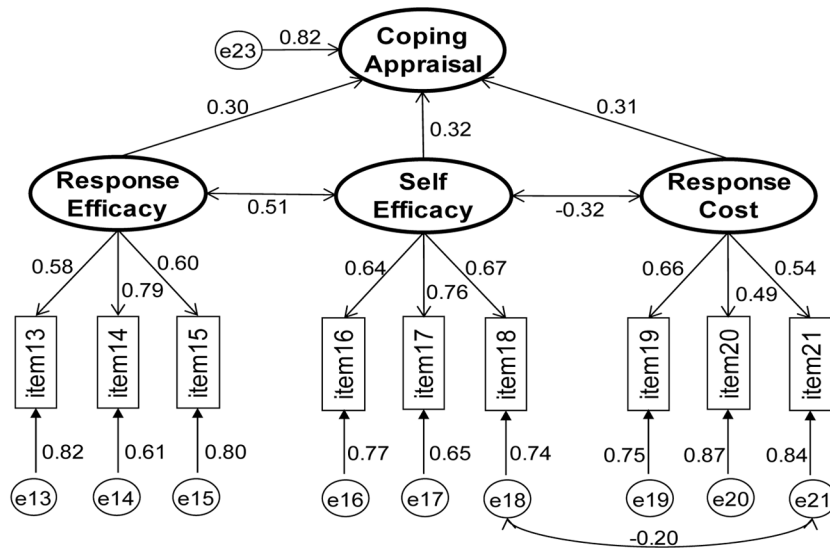 Coping
Appraisal
e23
0.82
0.30
0.32
0.31
Response
Efficacy
Self
Efficacy
Response
Cost
0.51
-0.32
0.58
0.79
0.60
0.64
0.76
0.67
0.66
0.49
0.54
item13
item14
item15
item16
item17
item18
item19
item20
item21
0.82
0.61
0.80
0.77
0.65
0.74
0.75
0.87
0.84
e13
e14
e15
e16
e17
e18
e19
e20
e21
-0.20